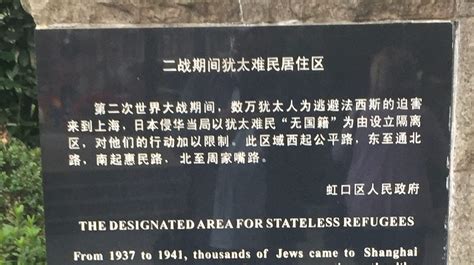 二战期间犹太难民居住区
第二次世界大战期间，数万犹太人为逃避法西斯的迫害
来到上海，日本侵华当局以犹太难民“无国籍”为由设立隔离
区，对他们的行动加以限制。此区域西起公平路，东至通北
路，南起惠民路，北至周家嘴路。
虹口区人民政府
THE DESIGNATED AREA FOR STATELESS REFUGEES
From 1937 to 1941, thousands of Jews came to Shanghai